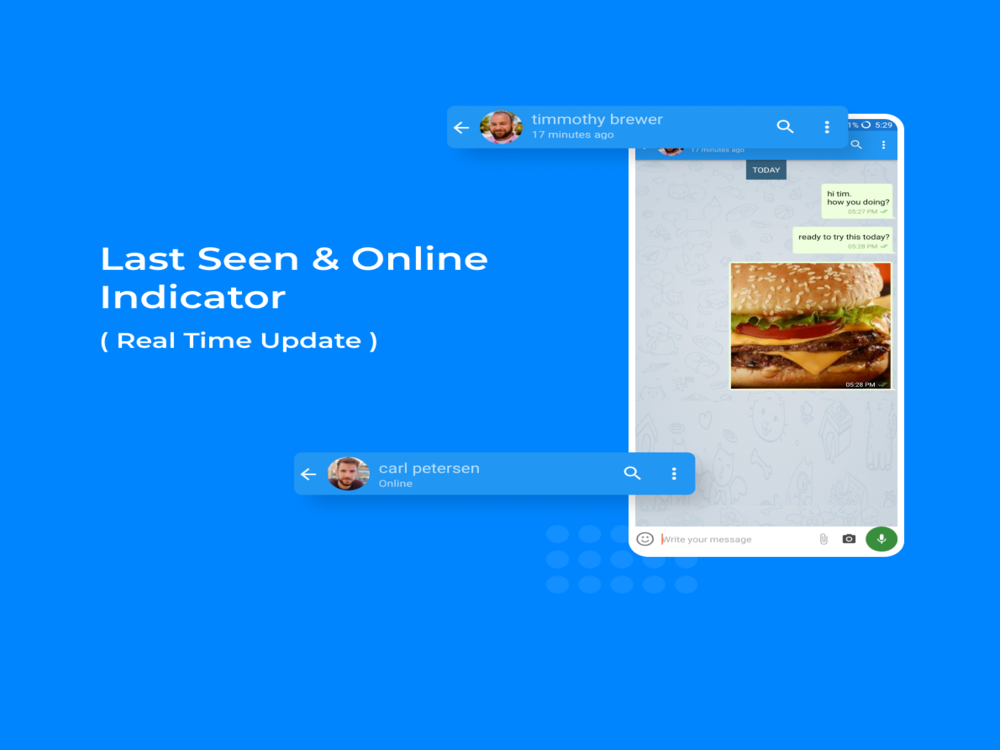 timmothy brewer
17 minutes ago
1% 5:29
17 minutes ago
TODAY
hi tim.
how you doing?
05:27 PM
ready to try this today?
05:28 PM
05:28 PM
Last Seen & Online
Indicator
( Real Time Update )
carl petersen
Online
Write your message